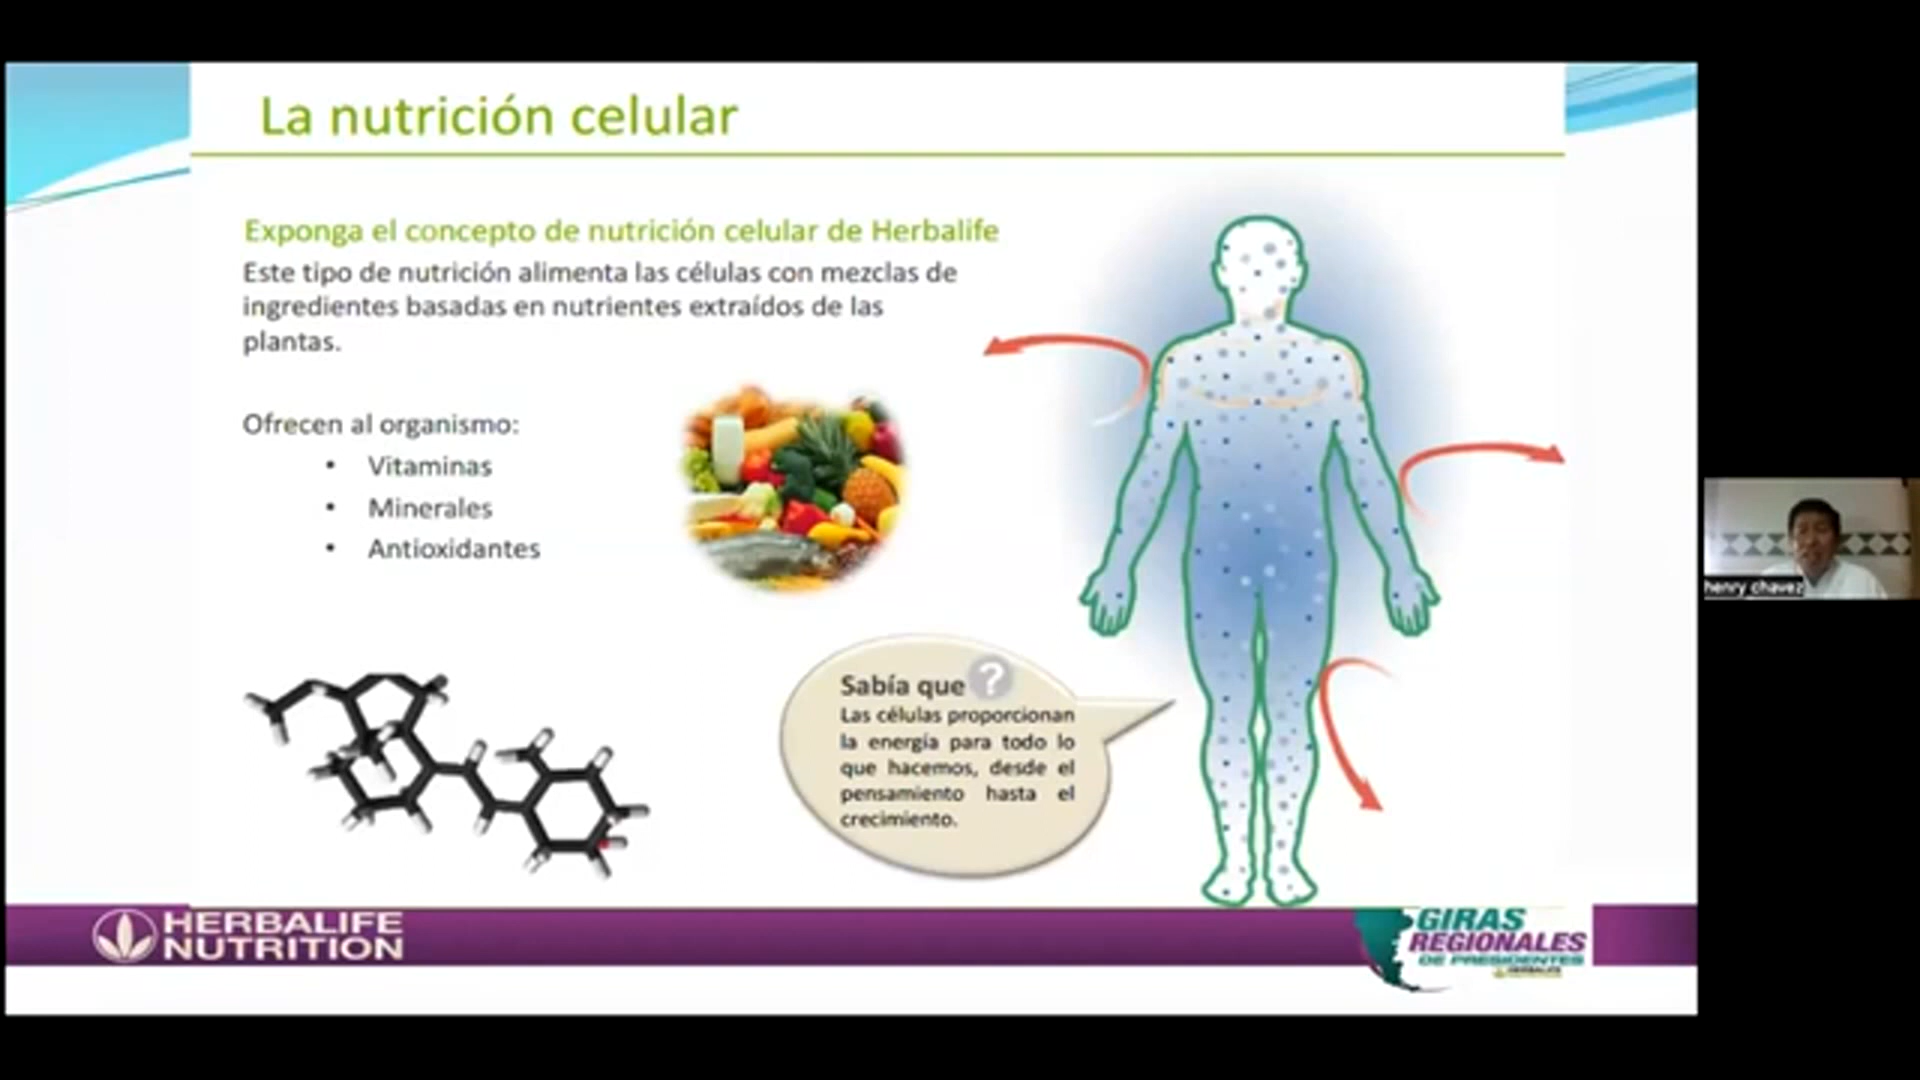 La nutrición celular
Exponga el concepto de nutrición celular de Herbalife
Este tipo de nutrición alimenta las células con mezclas de
ingredientes basadas en nutrientes extraídos de las
plantas.
Ofrecen al organismo:
• Vitaminas
• Minerales
• Antioxidantes
Sabía que ?
Las células proporcionan
la energía para todo lo
que hacemos, desde el
pensamiento hasta el
crecimiento.
henry chavez
HERBALIFE
NUTRITION
GIRAS
REGIONALES
DE PRESIDENTES
HERBALIFE